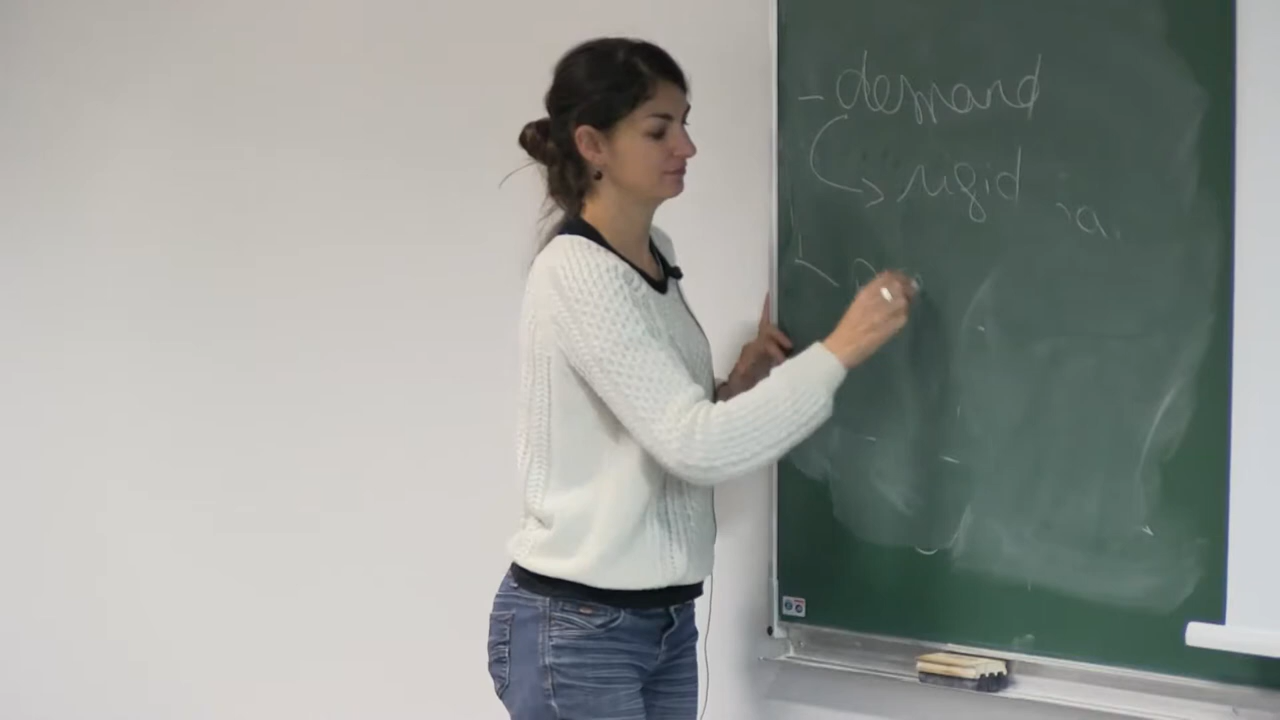 - demand
→ rigid